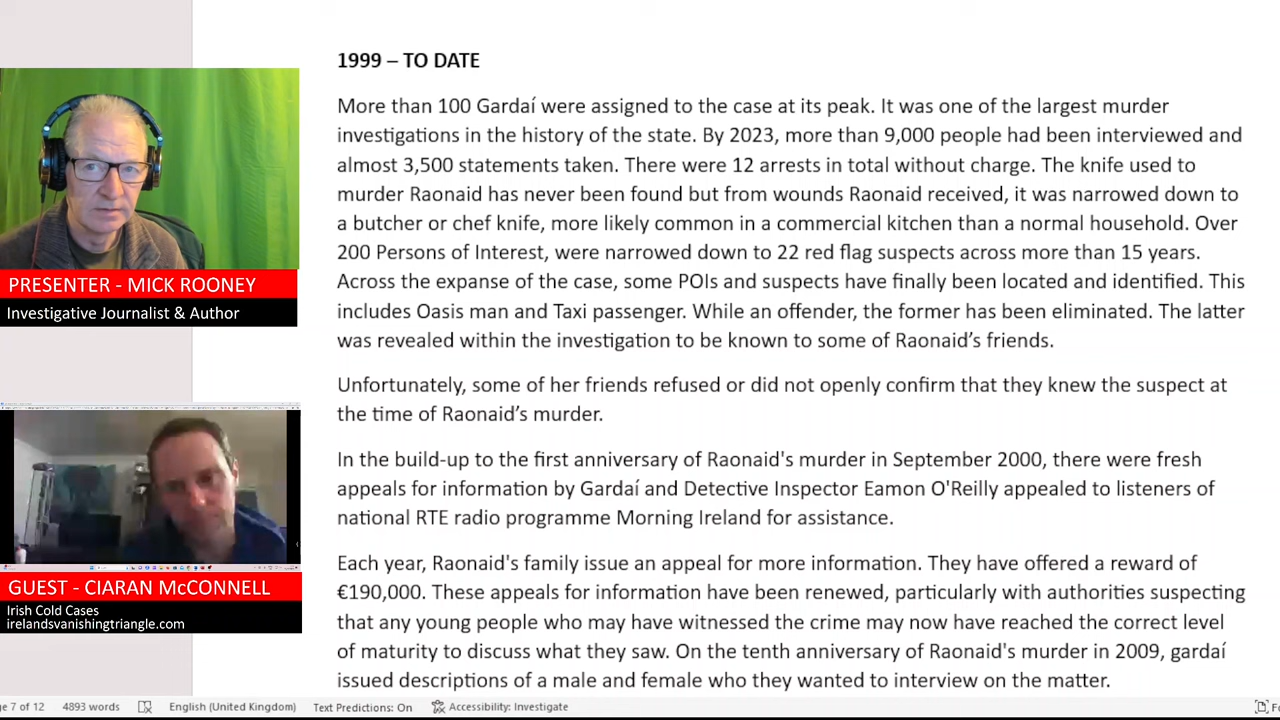 1999 – TO DATE
More than 100 Gardaí were assigned to the case at its peak. It was one of the largest murder
investigations in the history of the state. By 2023, more than 9,000 people had been interviewed and
almost 3,500 statements taken. There were 12 arrests in total without charge. The knife used to
murder Raonaid has never been found but from wounds Raonaid received, it was narrowed down to
a butcher or chef knife, more likely common in a commercial kitchen than a normal household. Over
200 Persons of Interest, were narrowed down to 22 red flag suspects across more than 15 years.
Across the expanse of the case, some POIs and suspects have finally been located and identified. This
includes Oasis man and Taxi passenger. While an offender, the former has been eliminated. The latter
was revealed within the investigation to be known to some of Raonaid’s friends.
Unfortunately, some of her friends refused or did not openly confirm that they knew the suspect at
the time of Raonaid’s murder.
In the build-up to the first anniversary of Raonaid's murder in September 2000, there were fresh
appeals for information by Gardaí and Detective Inspector Eamon O'Reilly appealed to listeners of
national RTE radio programme Morning Ireland for assistance.
Each year, Raonaid's family issue an appeal for more information. They have offered a reward of
€190,000. These appeals for information have been renewed, particularly with authorities suspecting
that any young people who may have witnessed the crime may now have reached the correct level
of maturity to discuss what they saw. On the tenth anniversary of Raonaid's murder in 2009, gardaí
issued descriptions of a male and female who they wanted to interview on the matter.
PRESENTER - MICK ROONEY
Investigative Journalist & Author
GUEST - CIARAN McCONNELL
Irish Cold Cases
irelandsvanishingtriangle.com
7 of 12 4893 words English (United Kingdom) Text Predictions: On Accessibility: Investigate